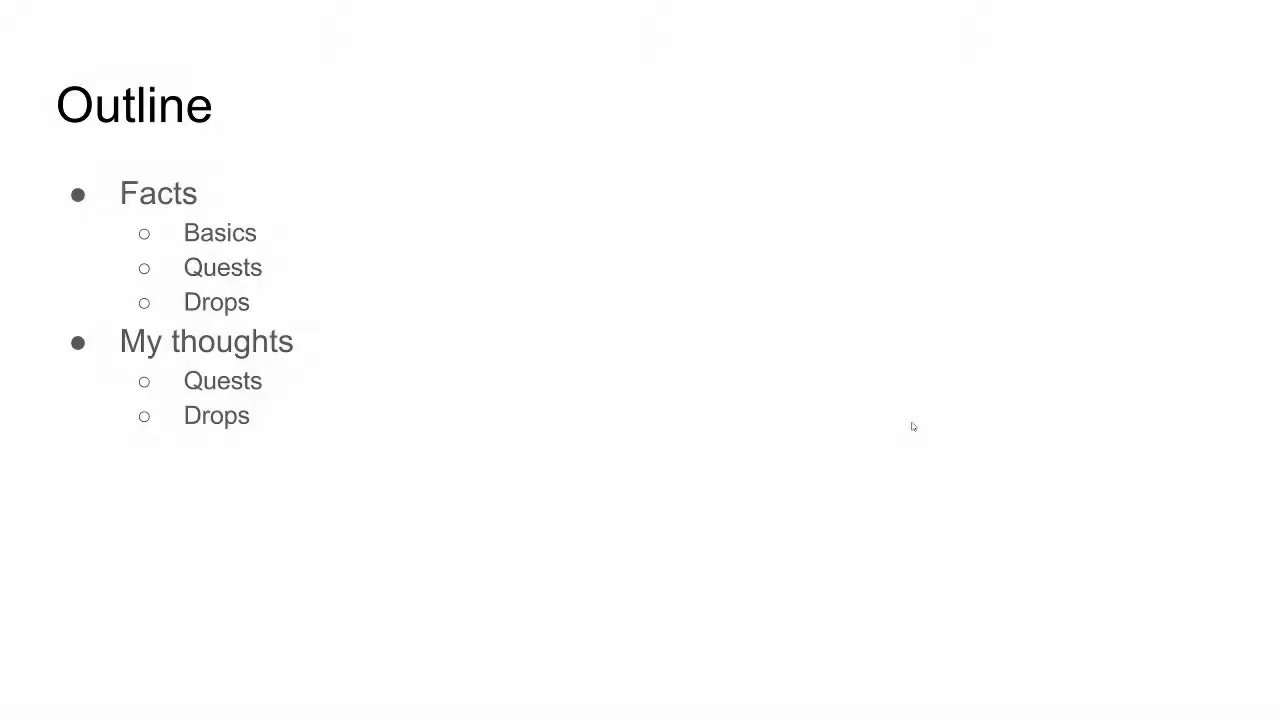 Outline
● Facts
○ Basics
○ Quests
○ Drops
● My thoughts
○ Quests
○ Drops